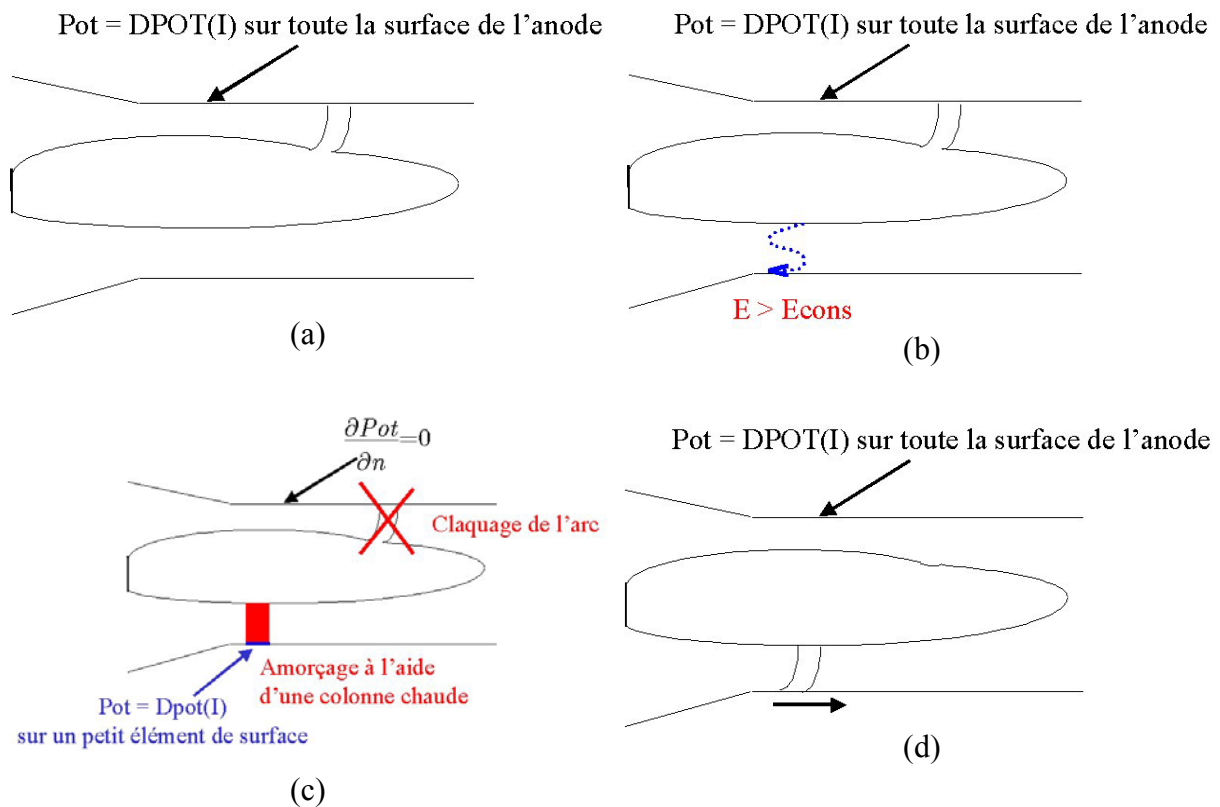 Pot = DPOT(I) sur toute la surface de l'anode
(a)
Pot = DPOT(I) sur toute la surface de l'anode
E > Econs
(b)
∂Pot/∂n=0
Claquage de l'arc
Amorçage à l'aide
d'une colonne chaude
Pot = Dpot(I)
sur un petit élément de surface
(c)
Pot = DPOT(I) sur toute la surface de l'anode
(d)